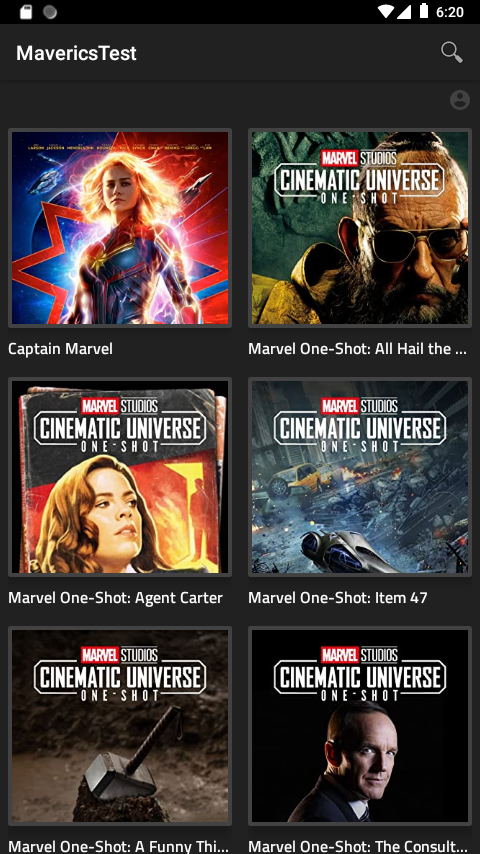 6:20
MavericsTest
LARSON JACKSON MENDELSOHN
Captain Marvel
MARVEL STUDIOS
CINEMATIC UNIVERSE
ONE-SHOT
Marvel One-Shot: All Hail the ...
MARVEL STUDIOS
CINEMATIC UNIVERSE
ONE-SHOT
Marvel One-Shot: Agent Carter
MARVEL STUDIOS
CINEMATIC UNIVERSE
ONE-SHOT
Marvel One-Shot: Item 47
MARVEL STUDIOS
CINEMATIC UNIVERSE
ONE-SHOT
Marvel One-Shot: A Funny Thi...
MARVEL STUDIOS
CINEMATIC UNIVERSE
ONE-SHOT
Marvel One-Shot: The Consult...